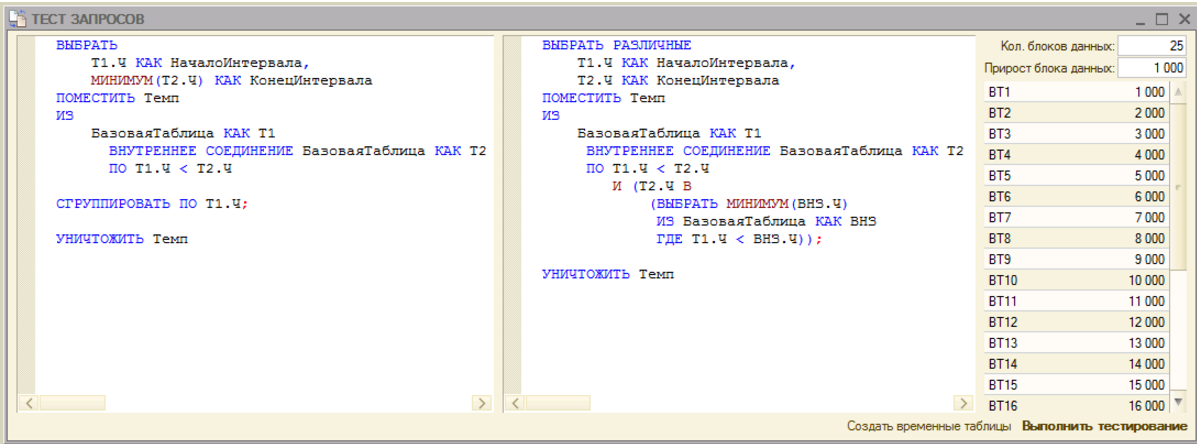 ТЕСТ ЗАПРОСОВ
ВЫБРАТЬ
Т1.Ч КАК НачалоИнтервала,
МИНИМУМ(Т2.Ч) КАК КонецИнтервала
ПОМЕСТИТЬ Темп
ИЗ
БазоваяТаблица КАК Т1
ВНУТРЕННЕЕ СОЕДИНЕНИЕ БазоваяТаблица КАК Т2
ПО Т1.Ч < Т2.Ч
СГРУППИРОВАТЬ ПО Т1.Ч;
УНИЧТОЖИТЬ Темп
ВЫБРАТЬ РАЗЛИЧНЫЕ
Т1.Ч КАК НачалоИнтервала,
Т2.Ч КАК КонецИнтервала
ПОМЕСТИТЬ Темп
ИЗ
БазоваяТаблица КАК Т1
ВНУТРЕННЕЕ СОЕДИНЕНИЕ БазоваяТаблица КАК Т2
ПО Т1.Ч < Т2.Ч
И (Т2.Ч В
(ВЫБРАТЬ МИНИМУМ(ВНЗ.Ч)
ИЗ БазоваяТаблица КАК ВНЗ
ГДЕ Т1.Ч < ВНЗ.Ч));
УНИЧТОЖИТЬ Темп
Кол. блоков данных: 25
Прирост блока данных: 1 000
ВТ1 1 000
ВТ2 2 000
ВТ3 3 000
ВТ4 4 000
ВТ5 5 000
ВТ6 6 000
ВТ7 7 000
ВТ8 8 000
ВТ9 9 000
ВТ10 10 000
ВТ11 11 000
ВТ12 12 000
ВТ13 13 000
ВТ14 14 000
ВТ15 15 000
ВТ16 16 000
Создать временные таблицы Выполнить тестирование